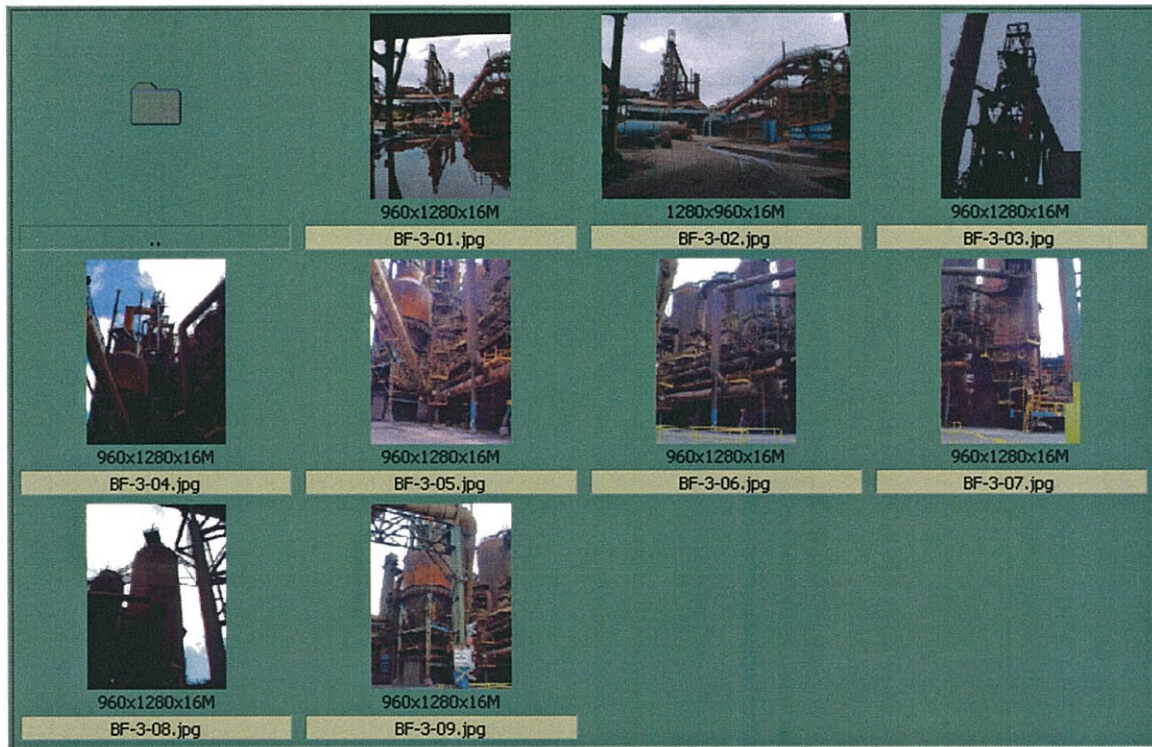 960x1280x16M 1280x960x16M 960x1280x16M
.. BF-3-01.jpg BF-3-02.jpg BF-3-03.jpg
960x1280x16M 960x1280x16M 960x1280x16M 960x1280x16M
BF-3-04.jpg BF-3-05.jpg BF-3-06.jpg BF-3-07.jpg
960x1280x16M 960x1280x16M
BF-3-08.jpg BF-3-09.jpg